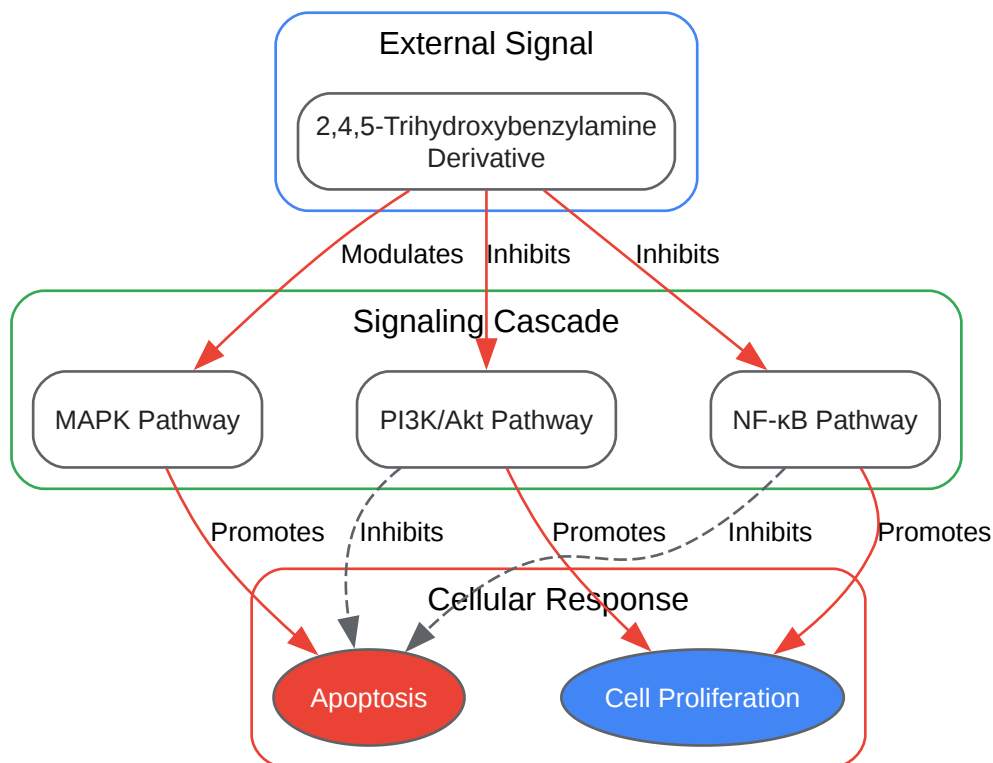 External Signal
2,4,5-Trihydroxybenzylamine
Derivative
Modulates
Inhibits
Inhibits
Signaling Cascade
MAPK Pathway
PI3K/Akt Pathway
NF-κB Pathway
Promotes
Inhibits
Promotes
Inhibits
Promotes
Cellular Response
Apoptosis
Cell Proliferation